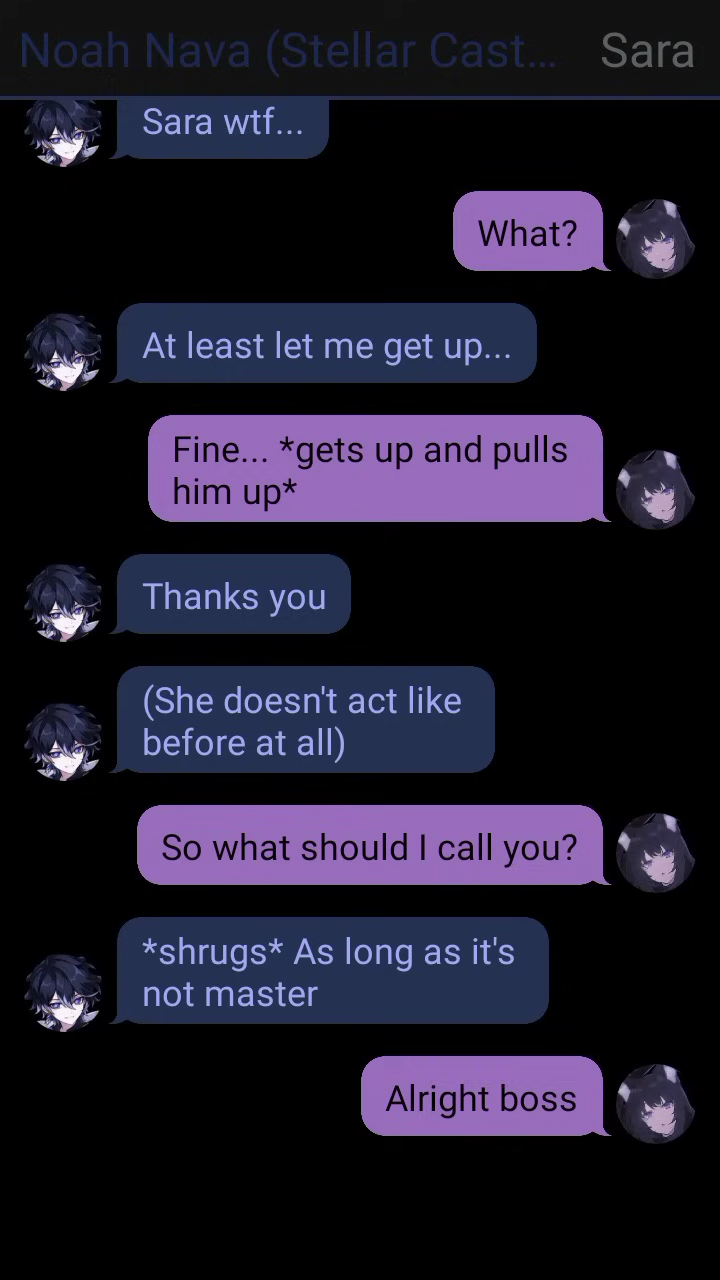 Noah Nava (Stellar Cast... Sara
Sara wtf...
What?
At least let me get up...
Fine... *gets up and pulls
him up*
Thanks you
(She doesn't act like
before at all)
So what should I call you?
*shrugs* As long as it's
not master
Alright boss